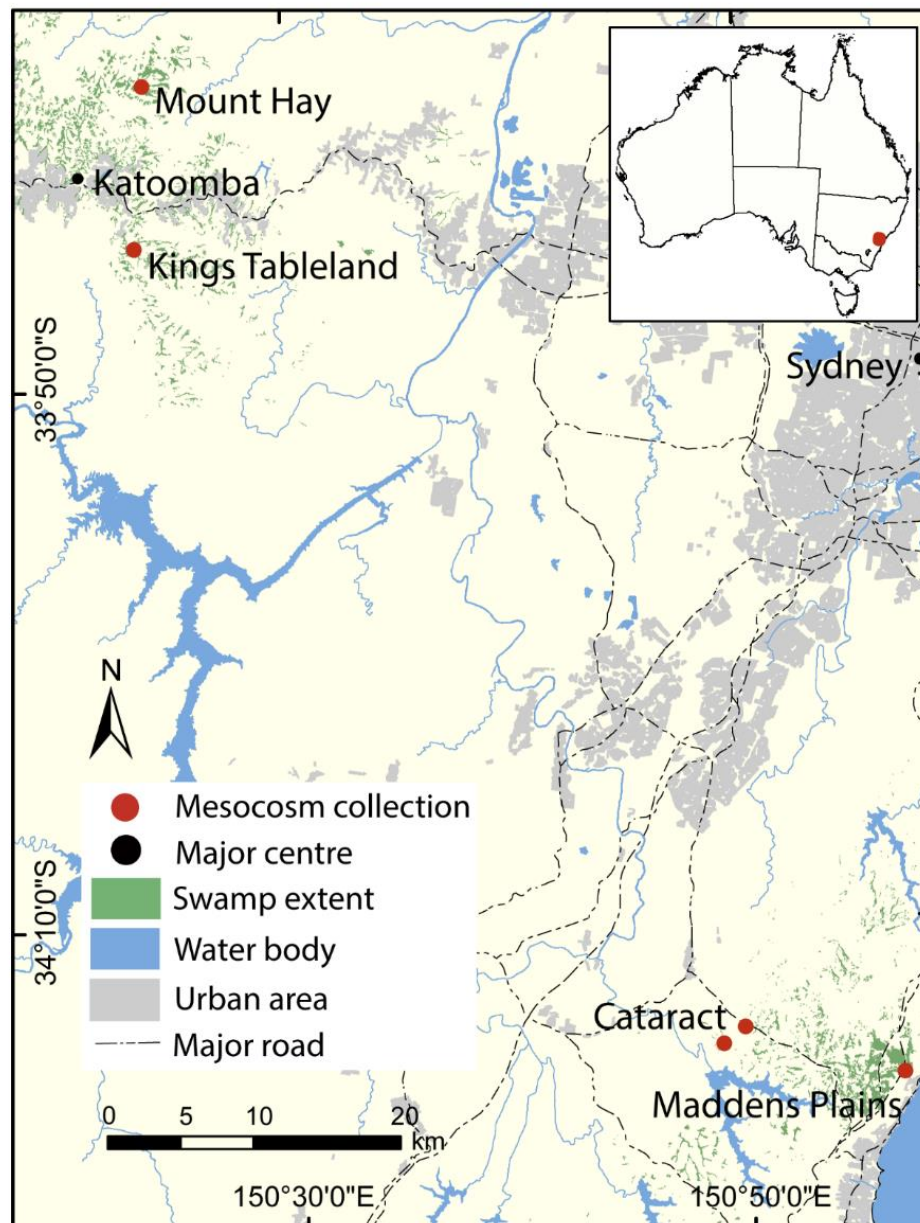 Mount Hay
Katoomba
Kings Tableland
Sydney
33°50'0"S
N
Mesocosm collection
Major centre
Swamp extent
Water body
Urban area
Major road
34°10'0"S
Cataract
Maddens Plains
0 5 10 20
km
150°30'0"E
150°50'0"E